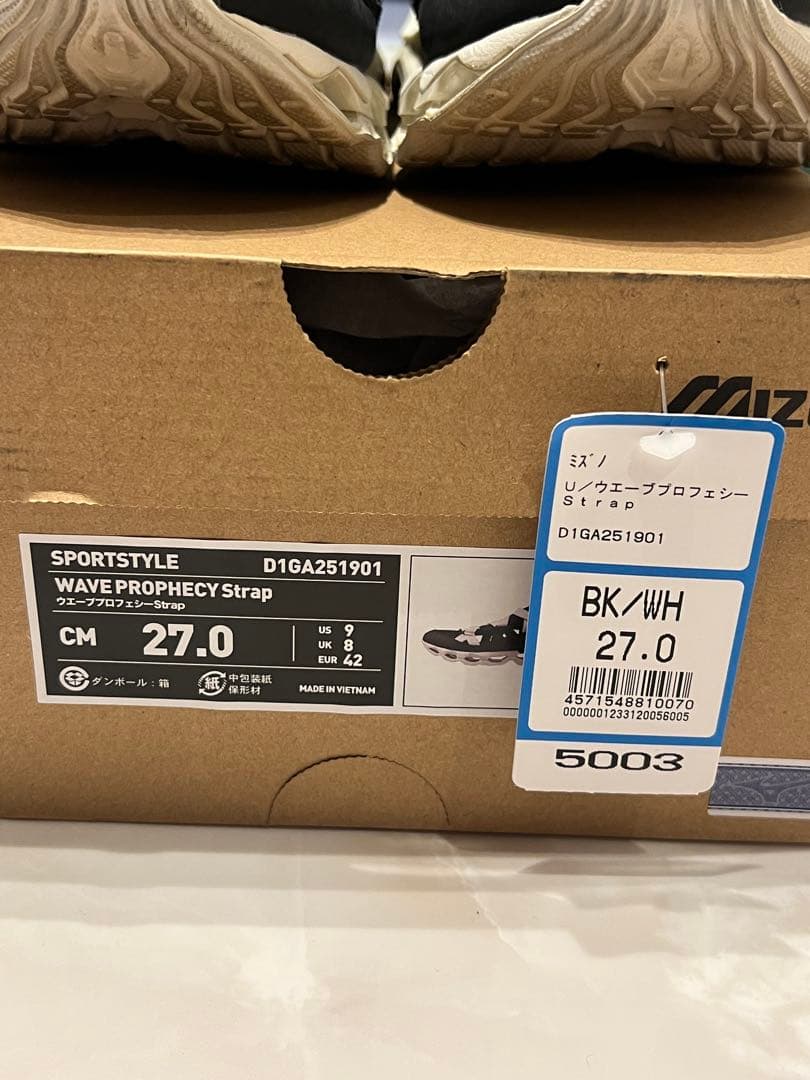 MIZU
ミズノ
U/ウエーブプロフェシー
Strap
D1GA251901
BK/WH
27.0
4571548810070
0000001233120056005
5003
SPORTSTYLE D1GA251901
WAVE PROPHECY Strap
ウエーブプロフェシーStrap
CM 27.0
US 9
UK 8
EUR 42
ダンボール:箱
紙 中包装紙
保形材
MADE IN VIETNAM